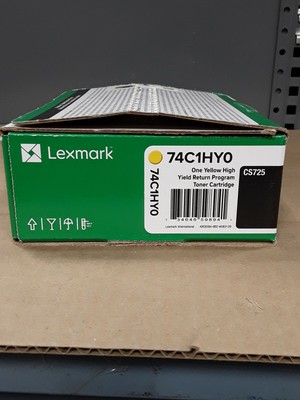 Lexmark
74C1HY0
One Yellow High
Yield Return Program
Toner Cartridge
CS725
74C1HY0